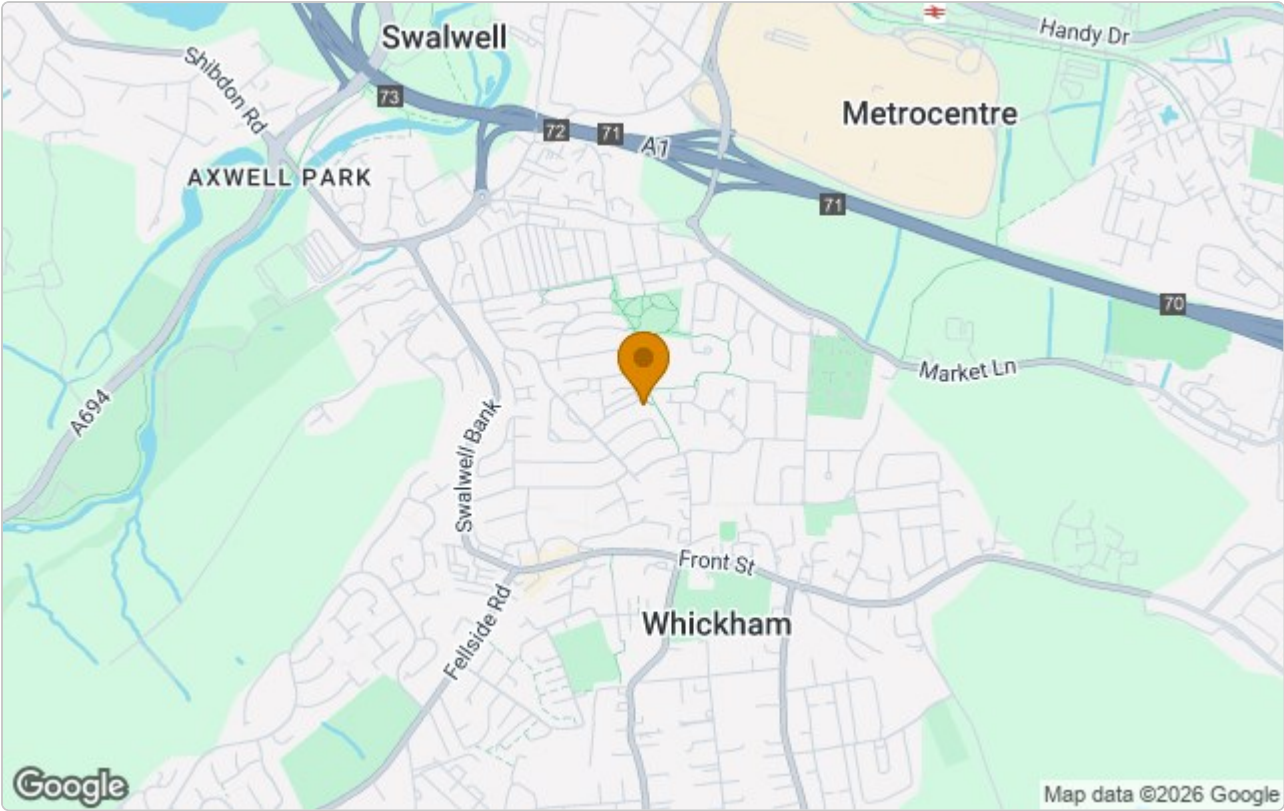 Swalwell
Handy Dr
Shibdon Rd
73
Metrocentre
72
71
A1
AXWELL PARK
71
70
Market Ln
A694
Swalwell Bank
Front St
Fellside Rd
Whickham
Google
Map data ©2026 Google